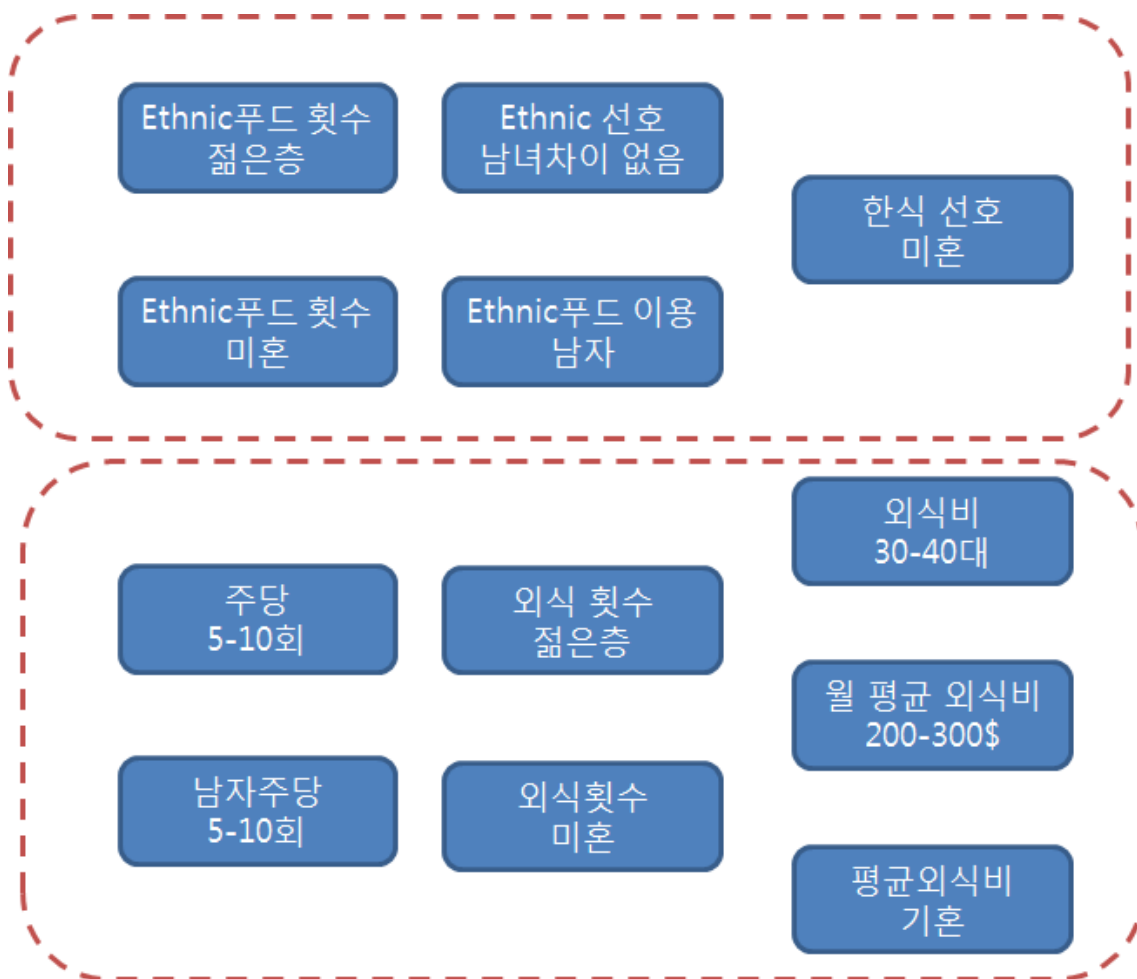 Ethnic푸드 횟수
젊은층
Ethnic 선호
남녀차이 없음
한식 선호
미혼
Ethnic푸드 횟수
미혼
Ethnic푸드 이용
남자
외식비
30-40대
주당
5-10회
외식 횟수
젊은층
월 평균 외식비
200-300$
남자주당
5-10회
외식횟수
미혼
평균외식비
기혼